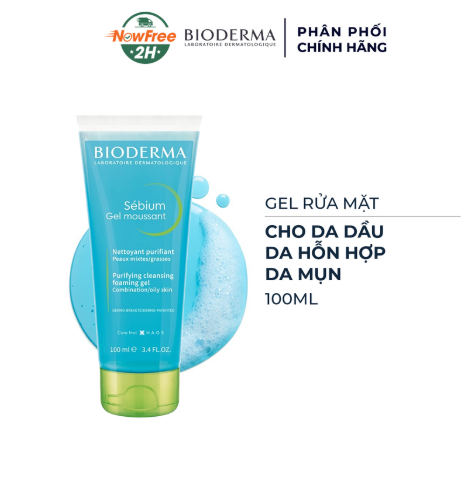 NowFree
2H
BIODERMA
LABORATOIRE DERMATOLOGIQUE
PHÂN PHỐI
CHÍNH HÃNG
BIODERMA
LABORATOIRE DERMATOLOGIQUE
Sébium
Gel moussant
Nettoyant purifiant
Peaux mixtes/grasses
Purifying cleansing
foaming gel
Combination/oily skin
100 ml ℮ 3.4 FL.OZ.
GEL RỬA MẶT
CHO DA DẦU
DA HỖN HỢP
DA MỤN
100ML